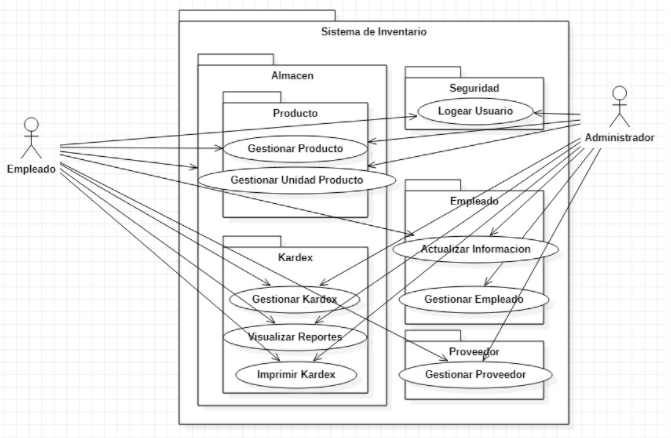 Sistema de Inventario
Almacen
Seguridad
Producto
Logear Usuario
Empleado
Administrador
Gestionar Producto
Gestionar Unidad Producto
Empleado
Actualizar Informacion
Kardex
Gestionar Kardex
Gestionar Empleado
Visualizar Reportes
Proveedor
Imprimir Kardex
Gestionar Proveedor